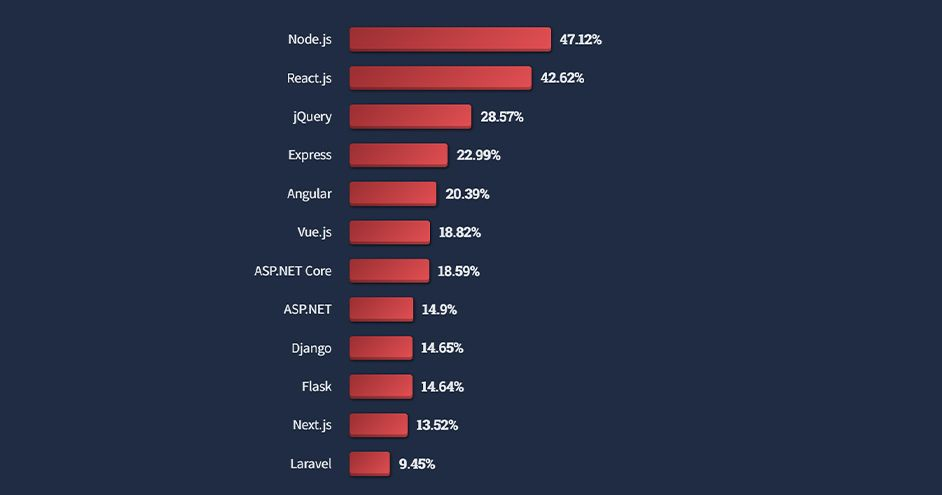 Node.js 47.12%
React.js 42.62%
jQuery 28.57%
Express 22.99%
Angular 20.39%
Vue.js 18.82%
ASP.NET Core 18.59%
ASP.NET 14.9%
Django 14.65%
Flask 14.64%
Next.js 13.52%
Laravel 9.45%